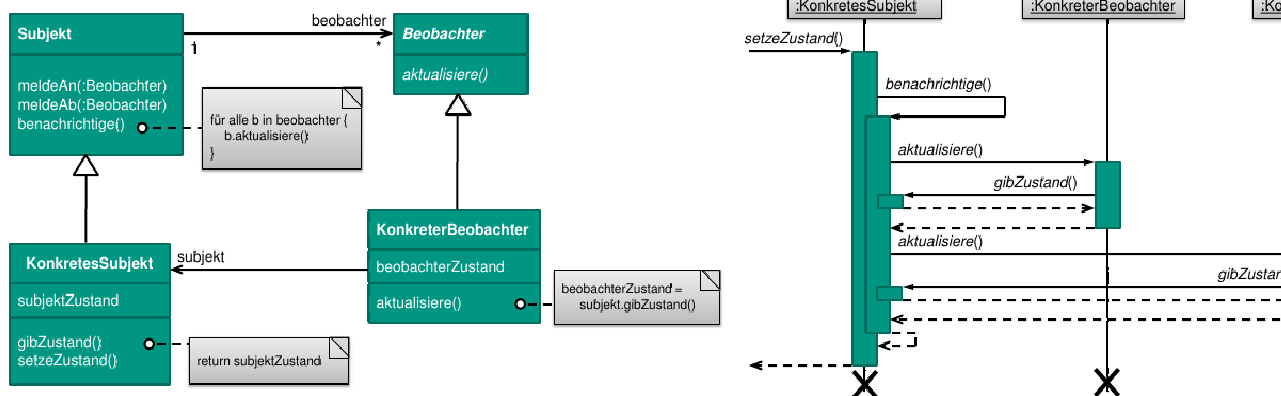 Subjekt
meldeAn(:Beobachter)
meldeAb(:Beobachter)
benachrichtige()
beobachter
1
*
Beobachter
aktualisiere()
für alle b in beobachter {
b.aktualisiere()
}
KonkretesSubjekt
subjektZustand
gibZustand()
setzeZustand()
return subjektZustand
subjekt
KonkreterBeobachter
beobachterZustand
aktualisiere()
beobachterZustand =
subjekt.gibZustand()
:KonkretesSubjekt
:KonkreterBeobachter
setzeZustand()
benachrichtige()
aktualisiere()
gibZustand()
aktualisiere()